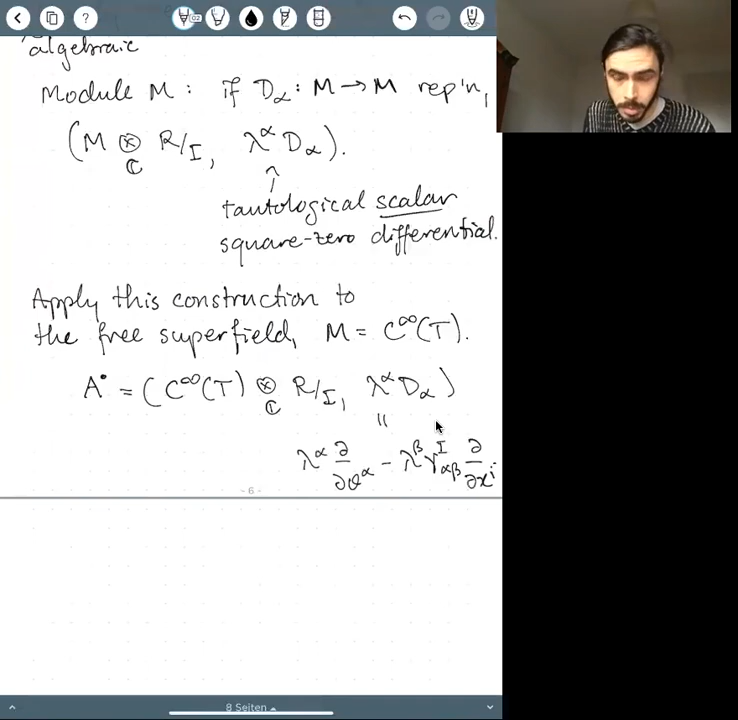 algebraic
Module M : if D_α : M → M rep'n,
(M ⊗_ℂ R/I, λ^α D_α).
↑
tautological scalar
square-zero differential.
Apply this construction to
the free superfield, M = C^∞(T).
A^• = (C^∞(T) ⊗_ℂ R/I, λ^α D_α)
||
λ^α ∂/∂θ^α - λ^β γ^I_αβ ∂/∂x^i
- 6 -
8 Seiten